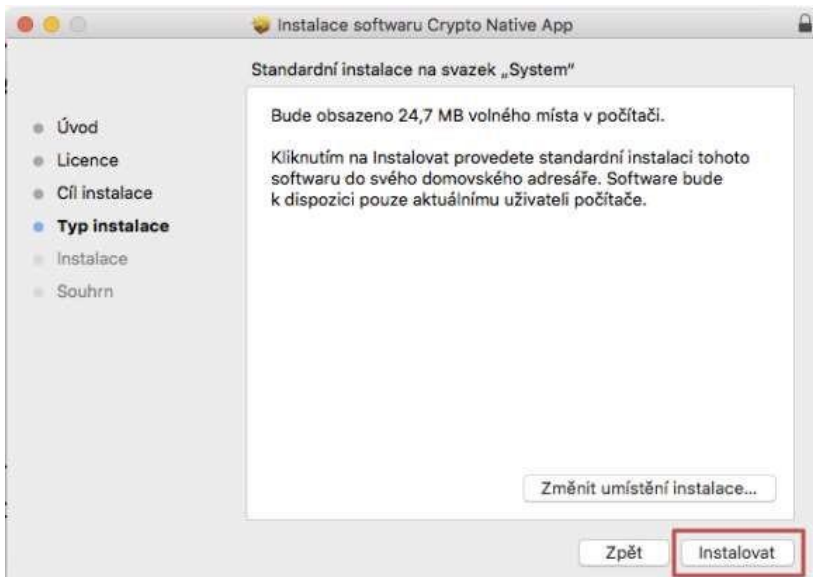 Instalace softwaru Crypto Native App
Standardní instalace na svazek „System“
Úvod
Licence
Cíl instalace
Typ instalace
Instalace
Souhrn
Bude obsazeno 24,7 MB volného místa v počítači.
Kliknutím na Instalovat provedete standardní instalaci tohoto
softwaru do svého domovského adresáře. Software bude
k dispozici pouze aktuálnímu uživateli počítače.
Změnit umístění instalace...
Zpět
Instalovat